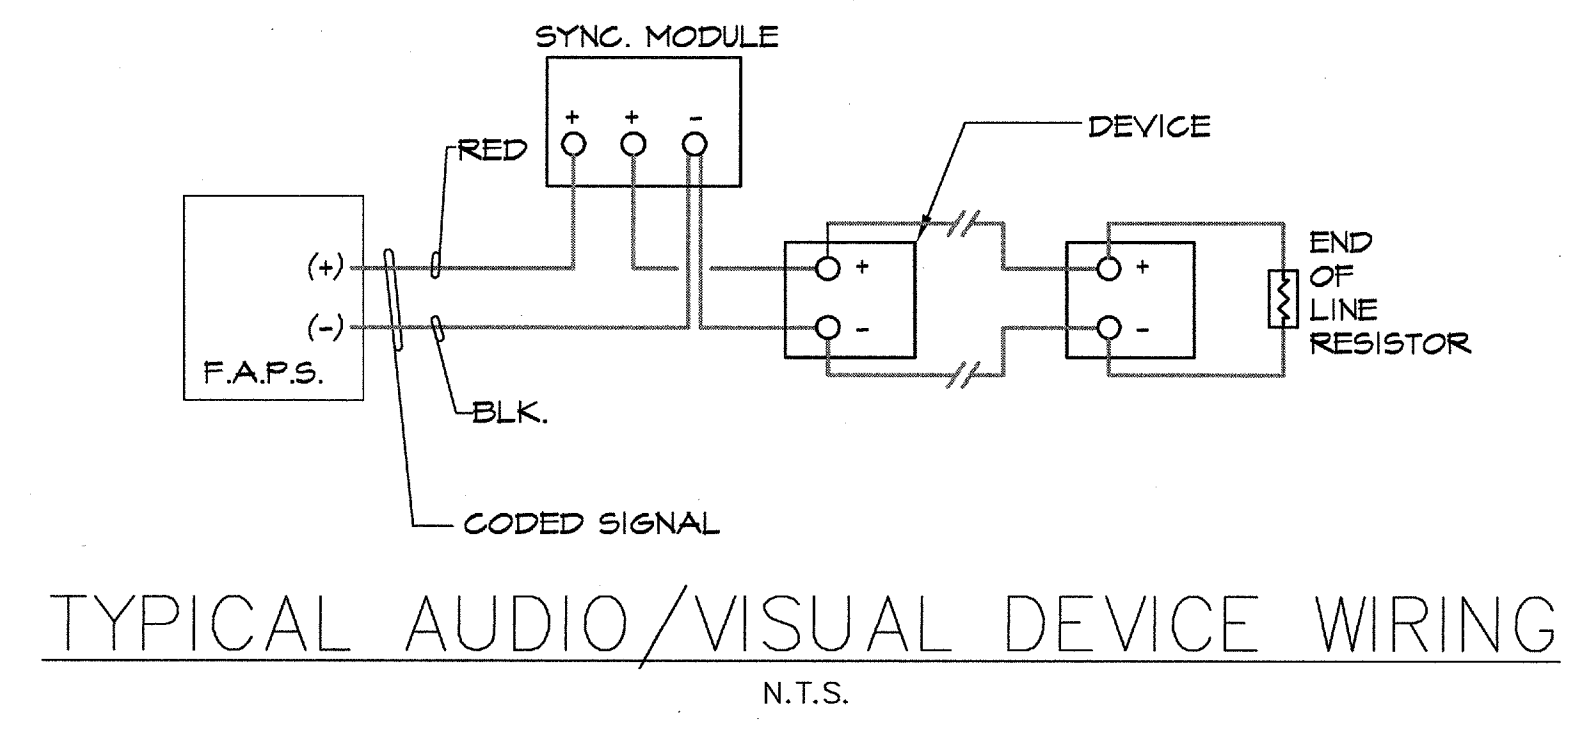 SYNC. MODULE
+ + -
RED
DEVICE
(+)
(-)
F.A.P.S.
+
-
+
-
END
OF
LINE
RESISTOR
BLK.
CODED SIGNAL
TYPICAL AUDIO/VISUAL DEVICE WIRING
N.T.S.